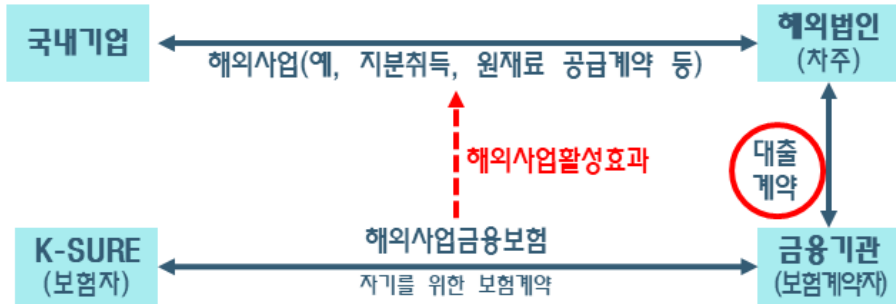 국내기업
해외법인
(차주)
해외사업(예, 지분취득, 원재료 공급계약 등)
해외사업활성효과
대출
계약
K-SURE
(보험자)
해외사업금융보험
자기를 위한 보험계약
금융기관
(보험계약자)